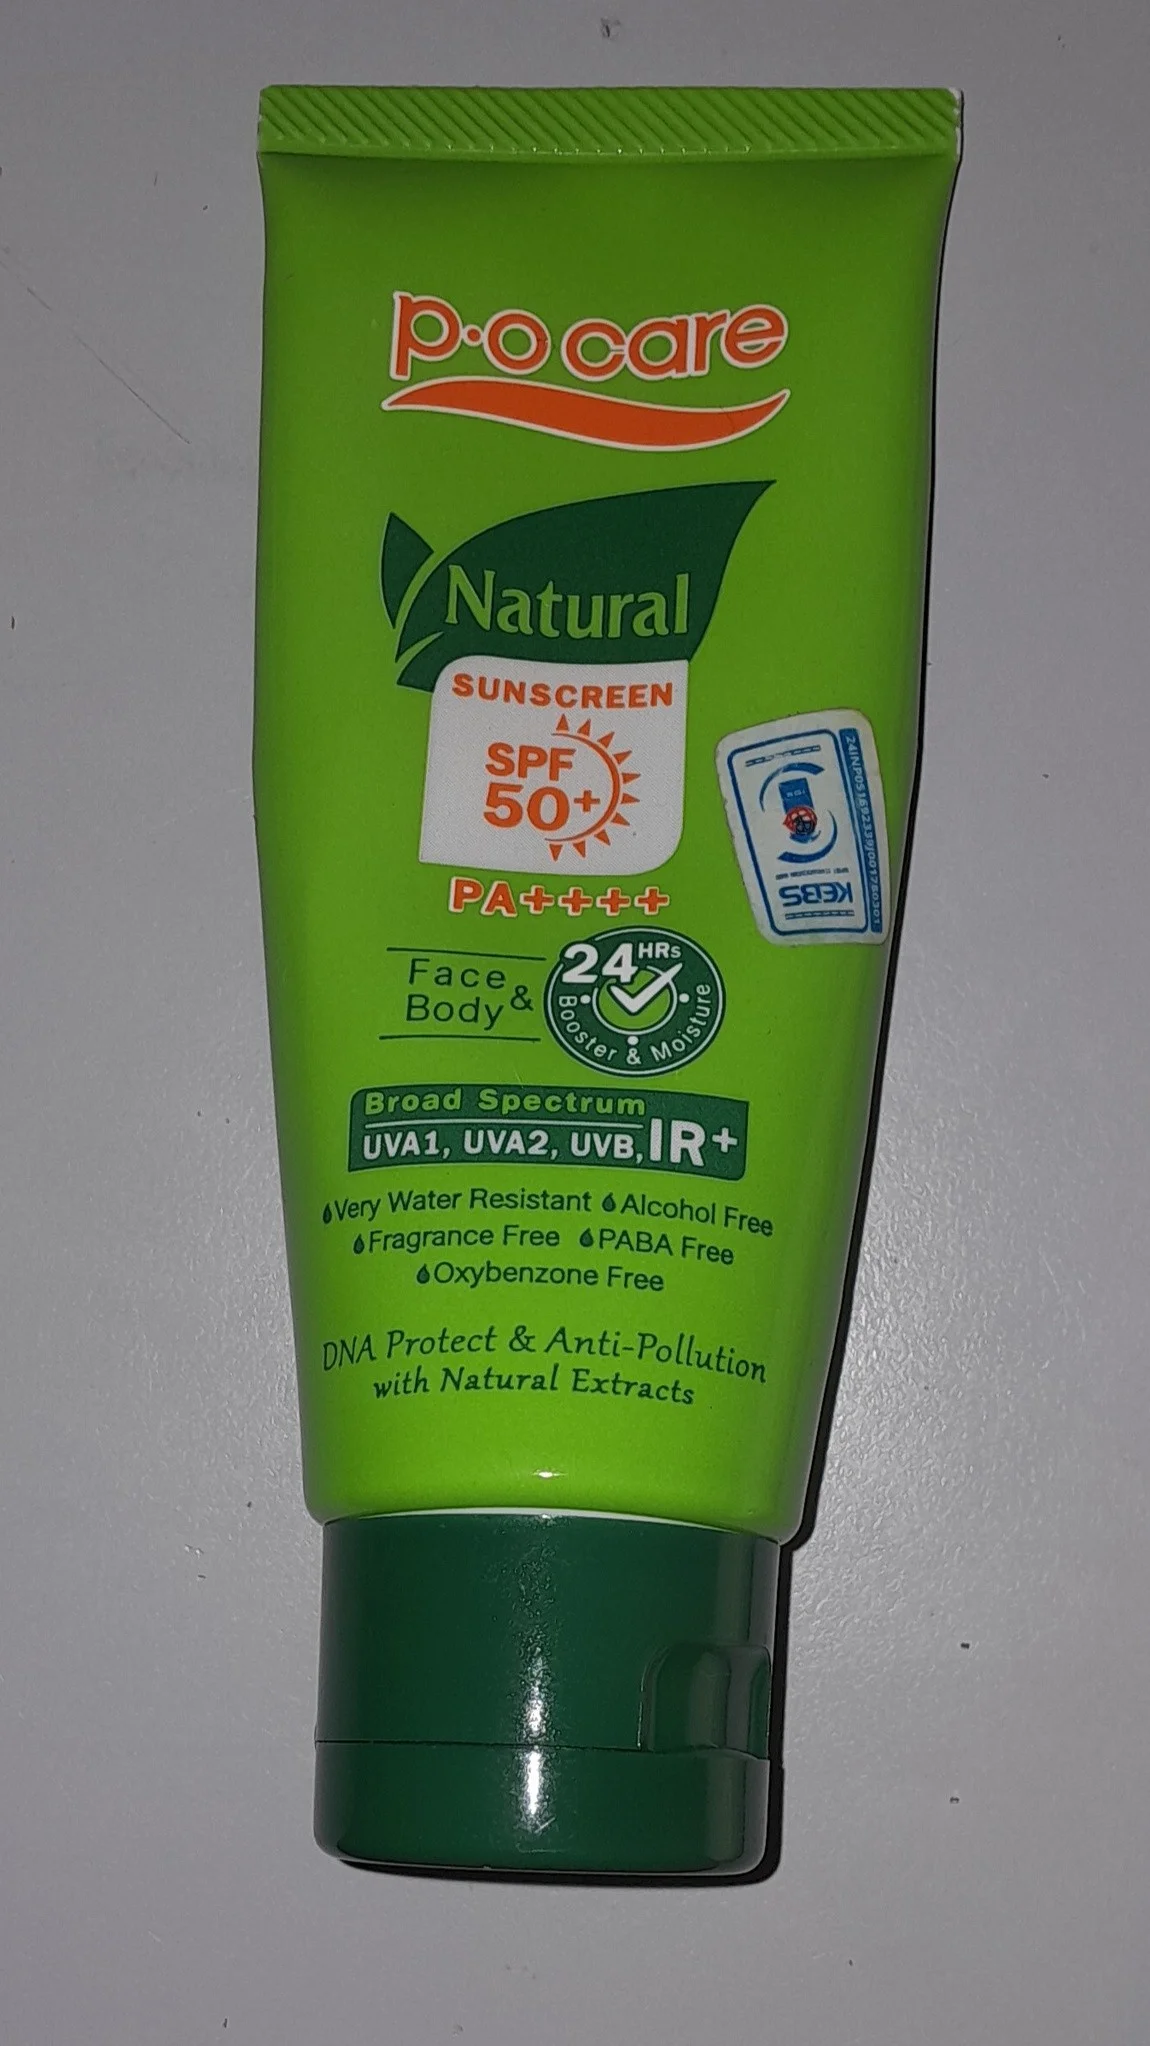 p·o care
Natural
SUNSCREEN
SPF
50+
PA++++
Face &
Body
24 HRs
Booster & Moisture
Broad Spectrum
UVA1, UVA2, UVB, IR+
Very Water Resistant Alcohol Free
Fragrance Free PABA Free
Oxybenzone Free
DNA Protect & Anti-Pollution
with Natural Extracts
KEBS